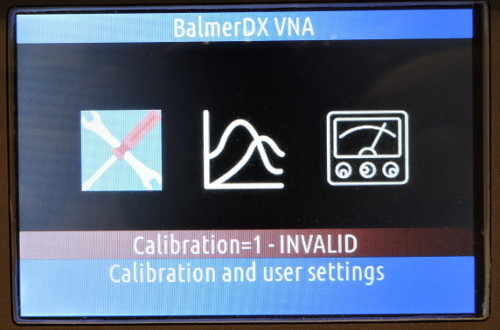 BalmerDX VNA
Calibration=1 - INVALID
Calibration and user settings